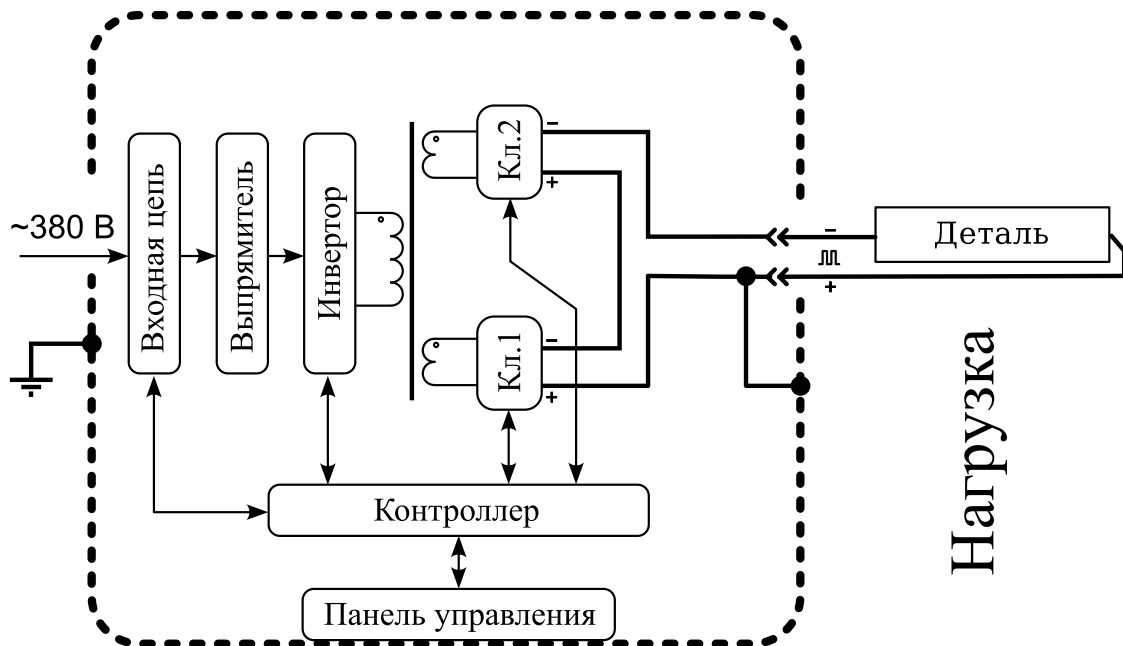 ~380 В
Входная цепь
Выпрямитель
Инвертор
Кл.2
−
+
Кл.1
−
+
−
+
Деталь
Нагрузка
Контроллер
Панель управления